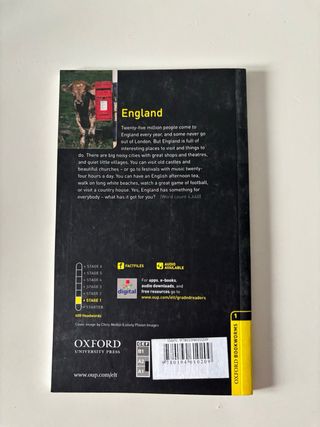 England
Twenty-five million people come to
England every year, and some never go
out of London. But England is full of
interesting places to visit and things to
do. There are big noisy cities with great shops and theatres,
and quiet little villages. You can visit old castles and
beautiful churches – or go to festivals with music twenty-
four hours a day. You can have an English afternoon tea,
walk on long white beaches, watch a great game of football,
or visit a country house. Yes, England has something for
everybody – what has it got for you?
STAGE 6
STAGE 5
STAGE 4
STAGE 3
STAGE 2
STAGE 1
STARTER
400 Headwords
FACTFILES
AUDIO
AVAILABLE
digital
For apps, e-books,
audio downloads, and
free resources go to
www.oup.com/elt/gradedreaders
OXFORD
UNIVERSITY PRESS
www.oup.com/elt
CEFR
1
OXFORD BOOKWORMS